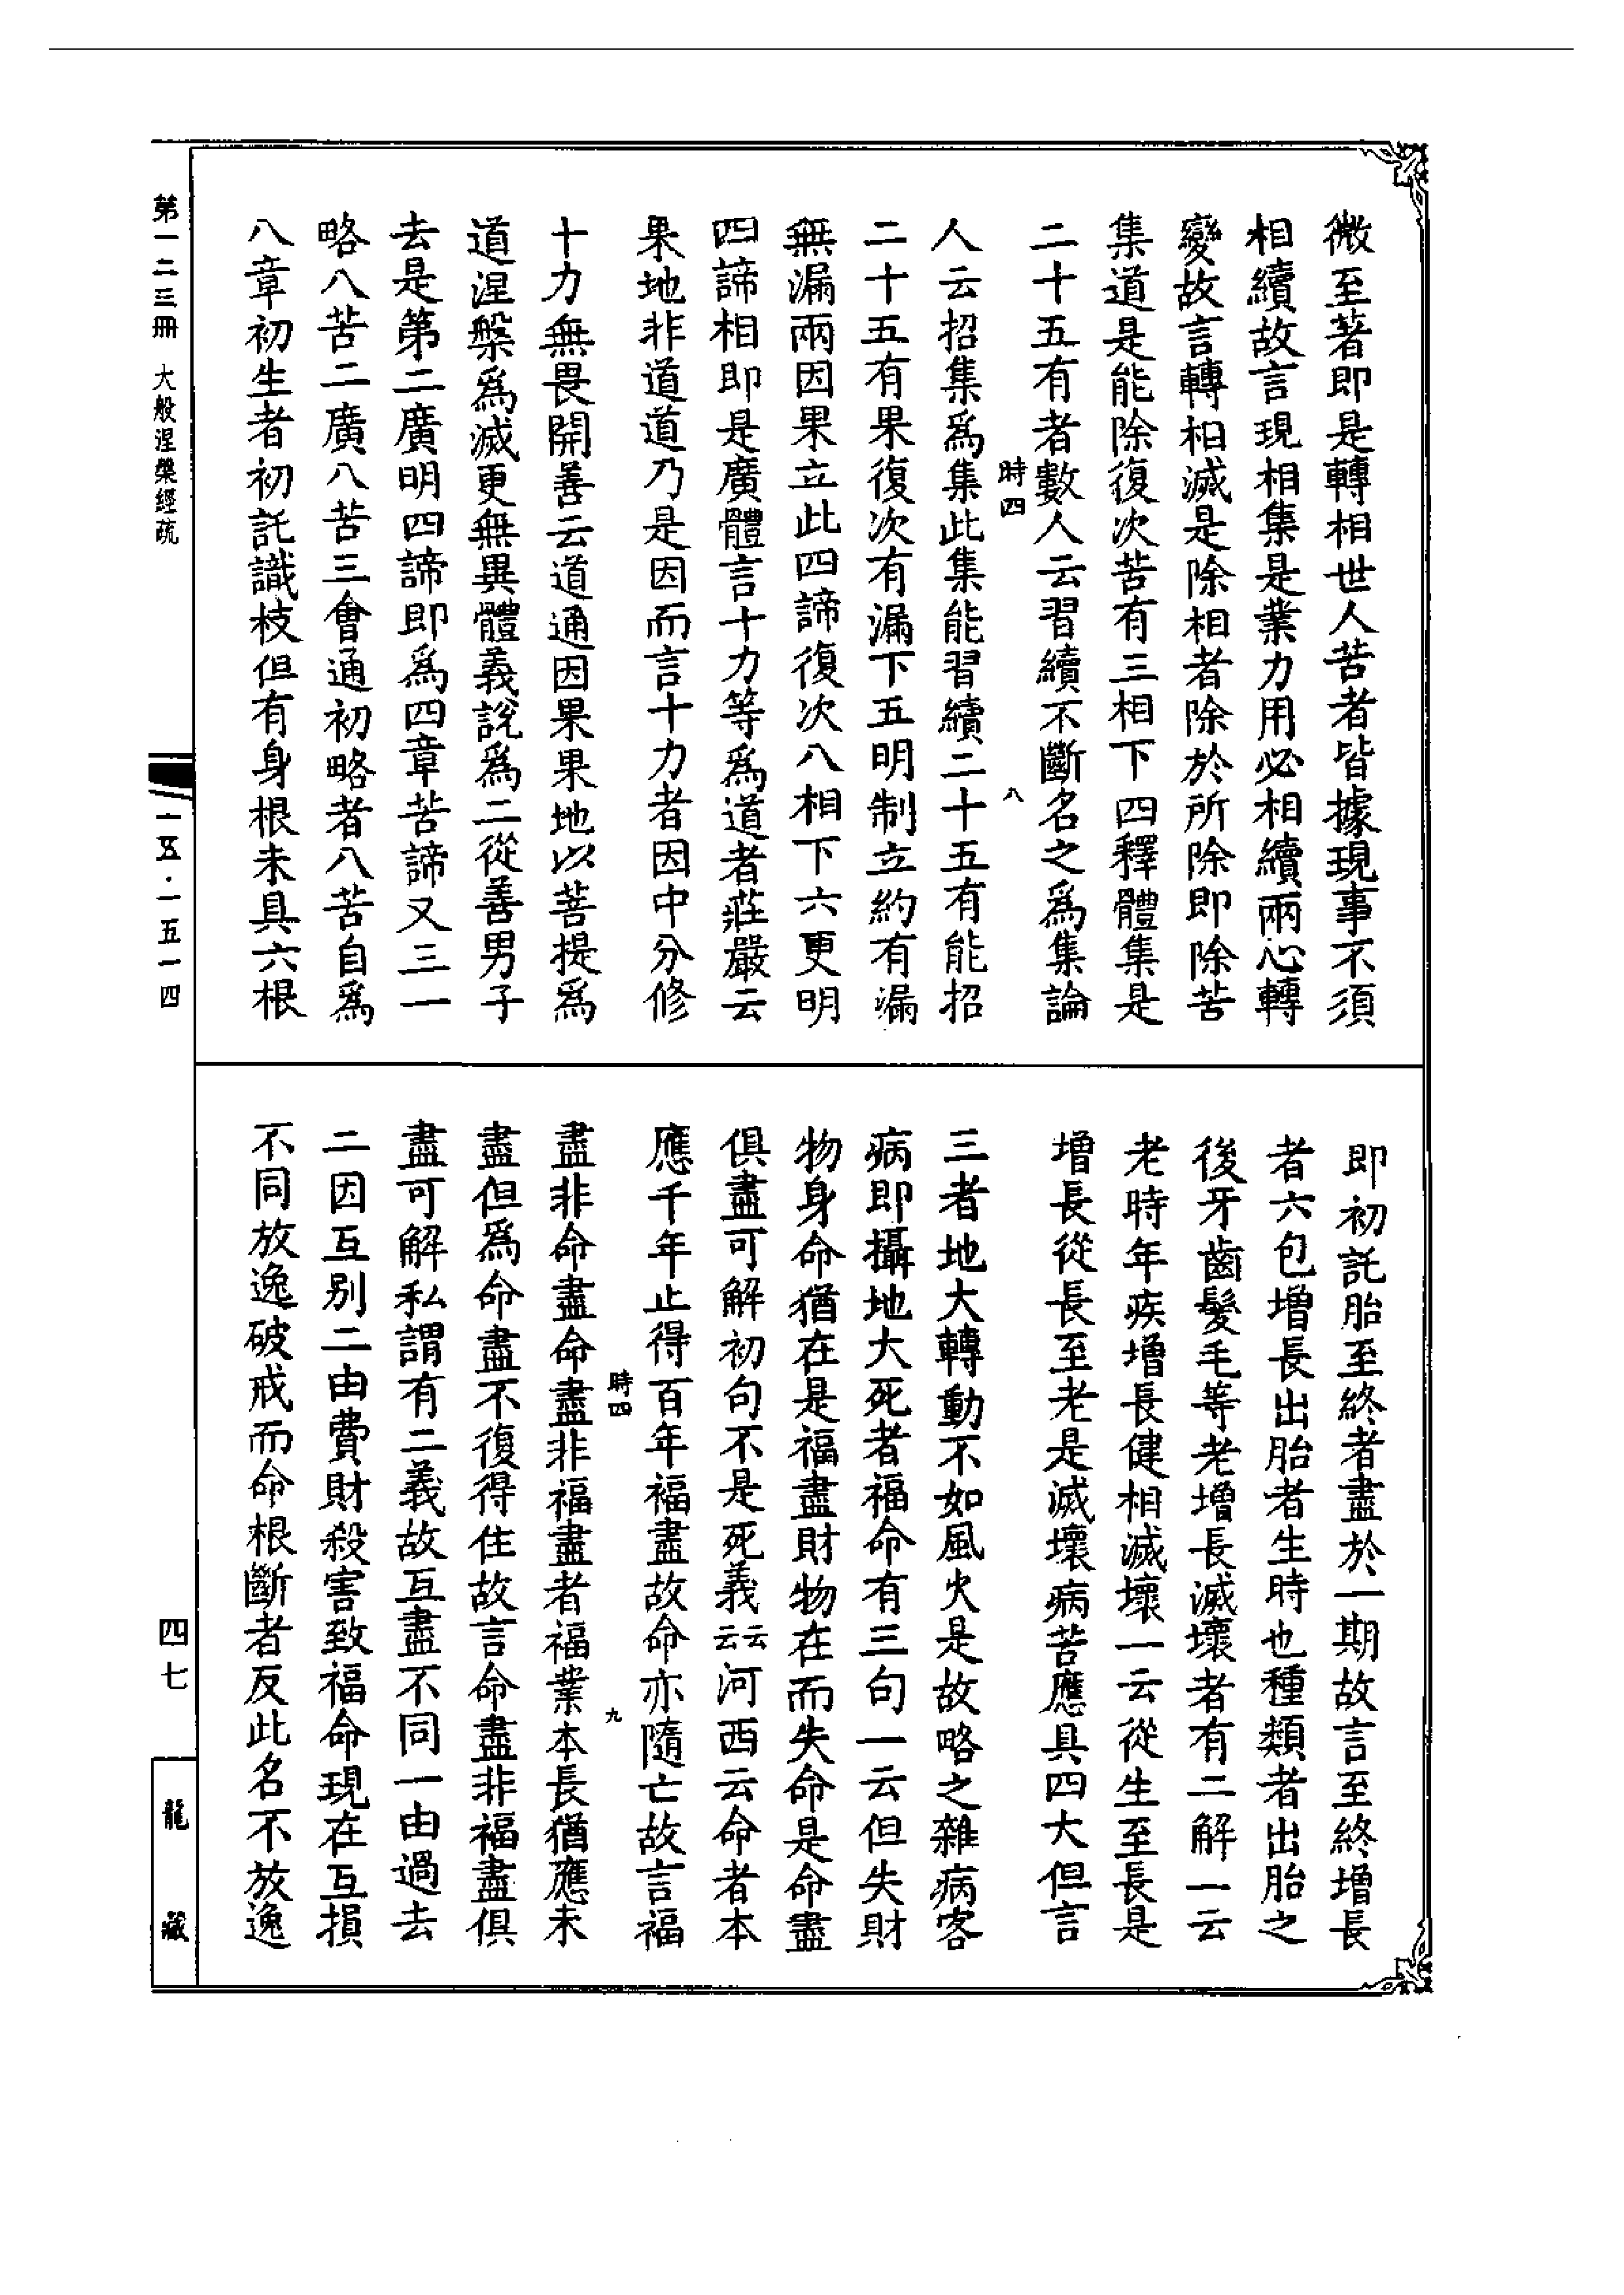 微至著即是轉相世人苦者皆據現事不須
相續故言現相集是業力用必相續兩心轉
變故言轉相滅是除相者除於所除即除苦
集道是能除復次苦有三相下四釋體集是
二十五有者數人云習續不斷名之爲集論
時四
八
人云招集爲集此集能習續二十五有能招
二十五有果復次有漏下五明制立約有漏
無漏兩因果立此四諦復次八相下六更明
四諦相即是廣體言十力等爲道者莊嚴云
果地非道道乃是因而言十力者因中分修
十力無畏開善云道通因果果地以菩提爲
道涅槃爲滅更無異體義說爲二從善男子
去是第二廣明四諦即爲四章苦諦又三一
略八苦二廣八苦三會通初略者八苦自爲
八章初生者初託識枝但有身根未具六根
即初託胎至終者盡於一期故言至終增長
者六包增長出胎者生時也種類者出胎之
後牙齒髮毛等老增長滅壞者有二解一云
老時年疾增長健相滅壞一云從生至長是
增長從長至老是滅壞病苦應具四大但言
三者地大轉動不如風火是故略之雜病客
病即攝地大死者福命有三句一云但失財
物身命猶在是福盡財物在而失命是命盡
俱盡可解初句不是死義云云河西云命者本
應千年止得百年福盡故命亦隨亡故言福
時四
九
盡非命盡命盡非福盡者福業本長猶應未
盡但爲命盡不復得住故言命盡非福盡俱
盡可解私謂有二義故互盡不同一由過去
二因互别二由費財殺害致福命現在互損
不同放逸破戒而命根斷者反此名不放逸
第一二三冊 大般涅槃經疏
一五·一五一四
四七
龍藏